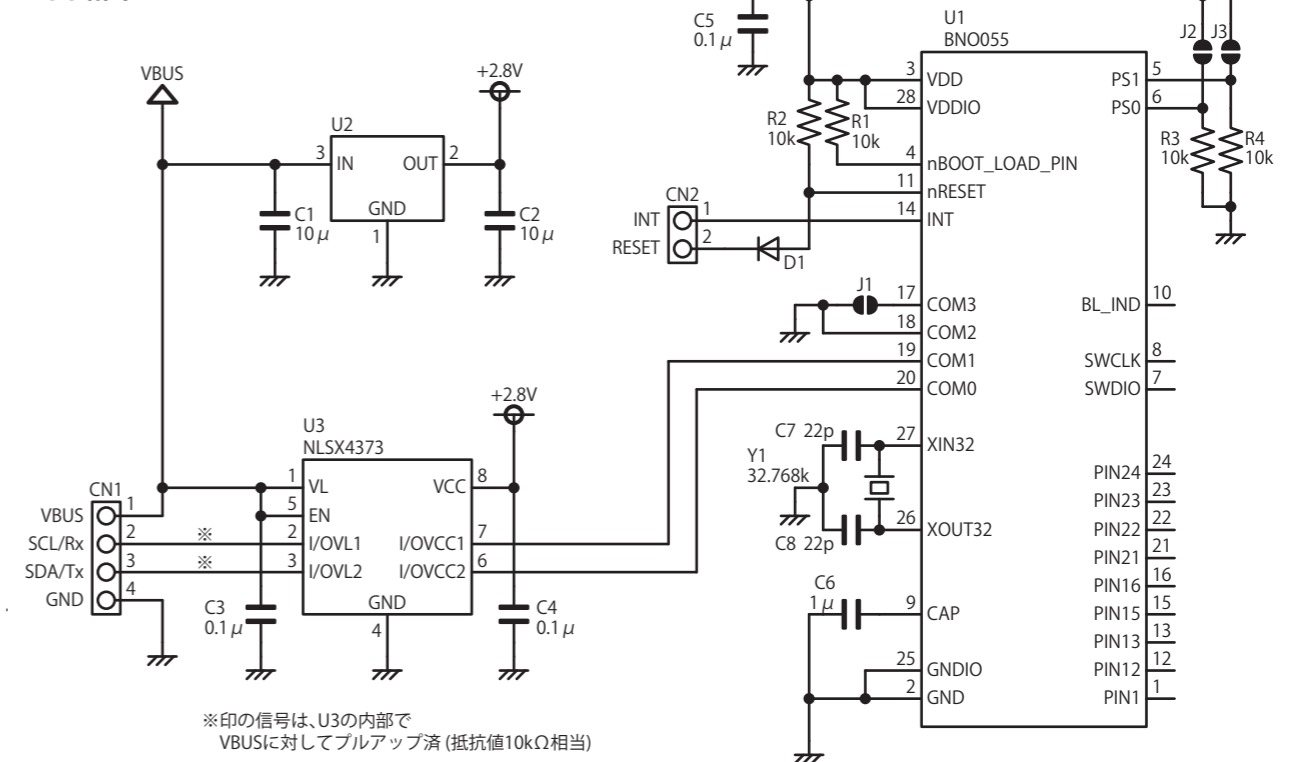 C5
0.1μ
VBUS
+2.8V
U2
3 IN OUT 2
GND
1
C1
10μ
C2
10μ
U1
BNO055
J2 J3
3 VDD
28 VDDIO
4 nBOOT_LOAD_PIN
11 nRESET
14 INT
17 COM3
18 COM2
19 COM1
20 COM0
27 XIN32
26 XOUT32
9 CAP
25 GNDIO
2 GND
PS1 5
PS0 6
BL_IND 10
SWCLK 8
SWDIO 7
PIN24 24
PIN23 23
PIN22 22
PIN21 21
PIN16 16
PIN15 15
PIN13 13
PIN12 12
PIN1 1
R2
10k
R1
10k
R3
10k
R4
10k
CN2
INT 1
RESET 2
D1
J1
C7 22p
Y1
32.768k
C8 22p
C6
1μ
+2.8V
U3
NLSX4373
1 VL
5 EN
2 I/OVL1
3 I/OVL2
VCC 8
I/OVCC1 7
I/OVCC2 6
GND
4
CN1
VBUS 1
SCL/Rx 2 ※
SDA/Tx 3 ※
GND 4
C3
0.1μ
C4
0.1μ
※印の信号は、U3の内部で
VBUSに対してプルアップ済(抵抗値10kΩ相当)